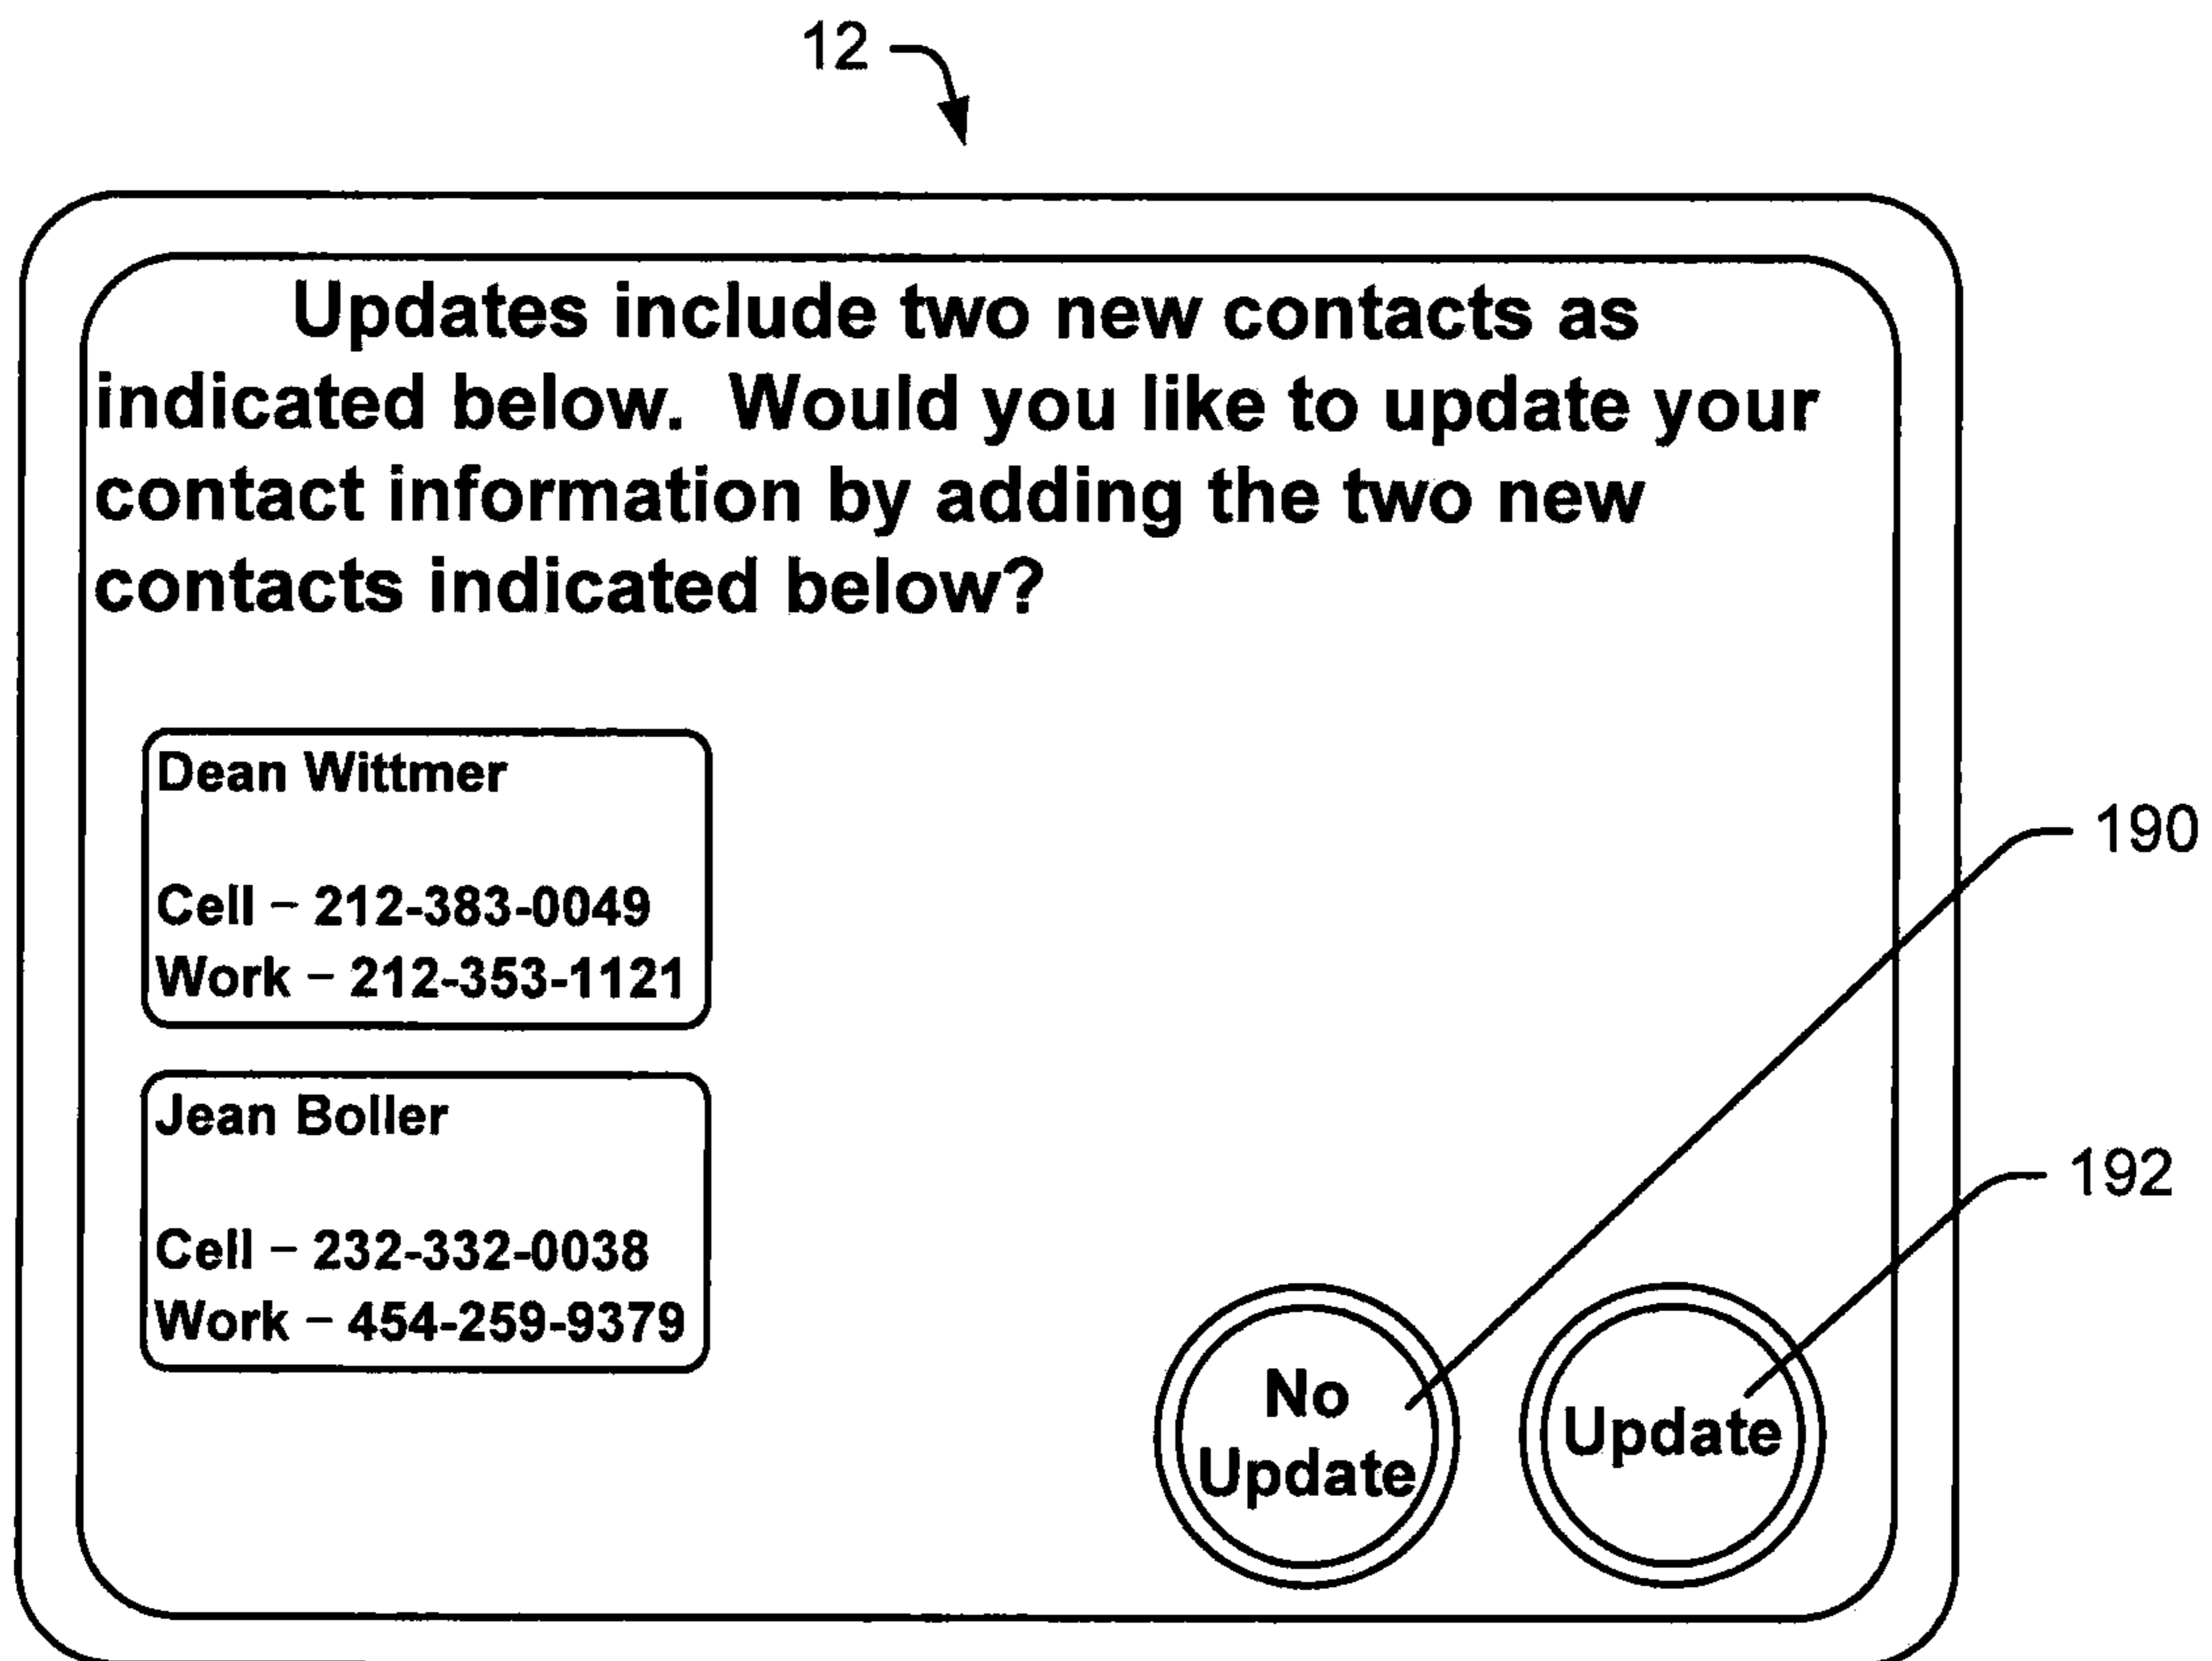 12
Updates include two new contacts as
indicated below. Would you like to update your
contact information by adding the two new
contacts indicated below?
Dean Wittmer
Cell – 212-383-0049
Work – 212-353-1121
190
Jean Boller
192
Cell – 232-332-0038
Work – 454-259-9379
No
Update
Update